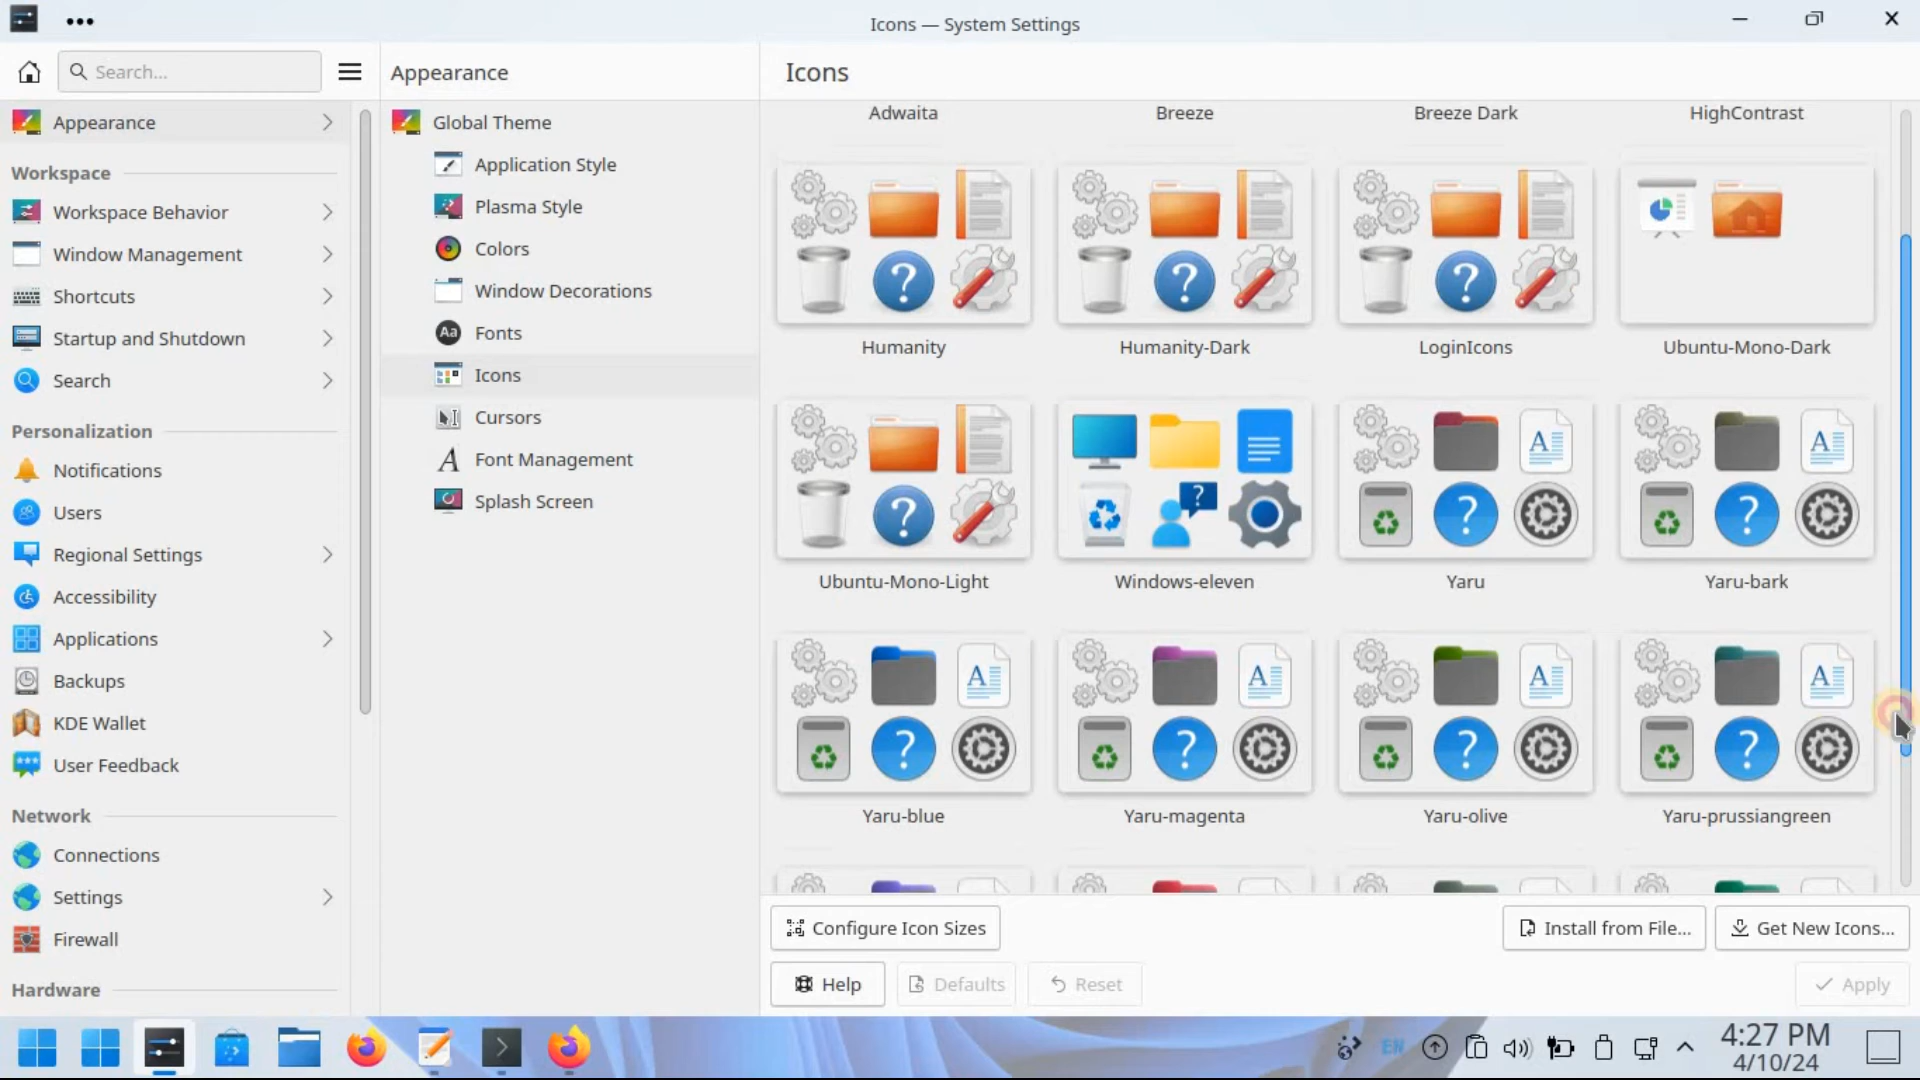 Icons — System Settings
Search...
Appearance
Workspace
Workspace Behavior
Window Management
Shortcuts
Startup and Shutdown
Search
Personalization
Notifications
Users
Regional Settings
Accessibility
Applications
Backups
KDE Wallet
User Feedback
Network
Connections
Settings
Firewall
Hardware
Appearance
Global Theme
Application Style
Plasma Style
Colors
Window Decorations
Fonts
Icons
Cursors
Font Management
Splash Screen
Icons
Adwaita
Breeze
Breeze Dark
HighContrast
Humanity
Humanity-Dark
LoginIcons
Ubuntu-Mono-Dark
Ubuntu-Mono-Light
Windows-eleven
Yaru
Yaru-bark
Yaru-blue
Yaru-magenta
Yaru-olive
Yaru-prussiangreen
Configure Icon Sizes
Install from File...
Get New Icons...
Help
Defaults
Reset
Apply
EN
4:27 PM
4/10/24